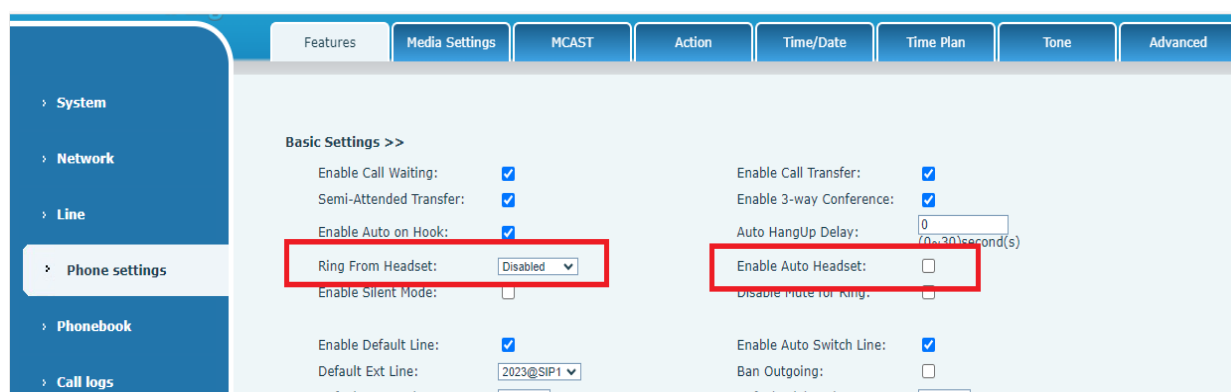 Features Media Settings MCAST Action Time/Date Time Plan Tone Advanced
› System
› Network
› Line
› Phone settings
› Phonebook
› Call logs
Basic Settings >>
Enable Call Waiting: Enable Call Transfer:
Semi-Attended Transfer: Enable 3-way Conference:
Enable Auto on Hook: Auto HangUp Delay: 0
(0~30)second(s)
Ring From Headset: Disabled Enable Auto Headset:
Enable Silent Mode: Disable Mute for Ring:
Enable Default Line: Enable Auto Switch Line:
Default Ext Line: 2023@SIP1 Ban Outgoing: